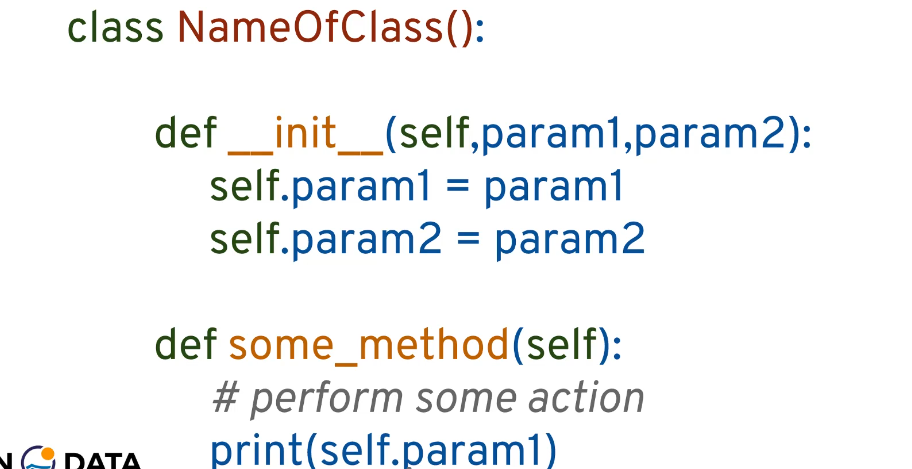 class NameOfClass():
def __init__(self,param1,param2):
self.param1 = param1
self.param2 = param2
def some_method(self):
# perform some action
print(self.param1)
N DATA